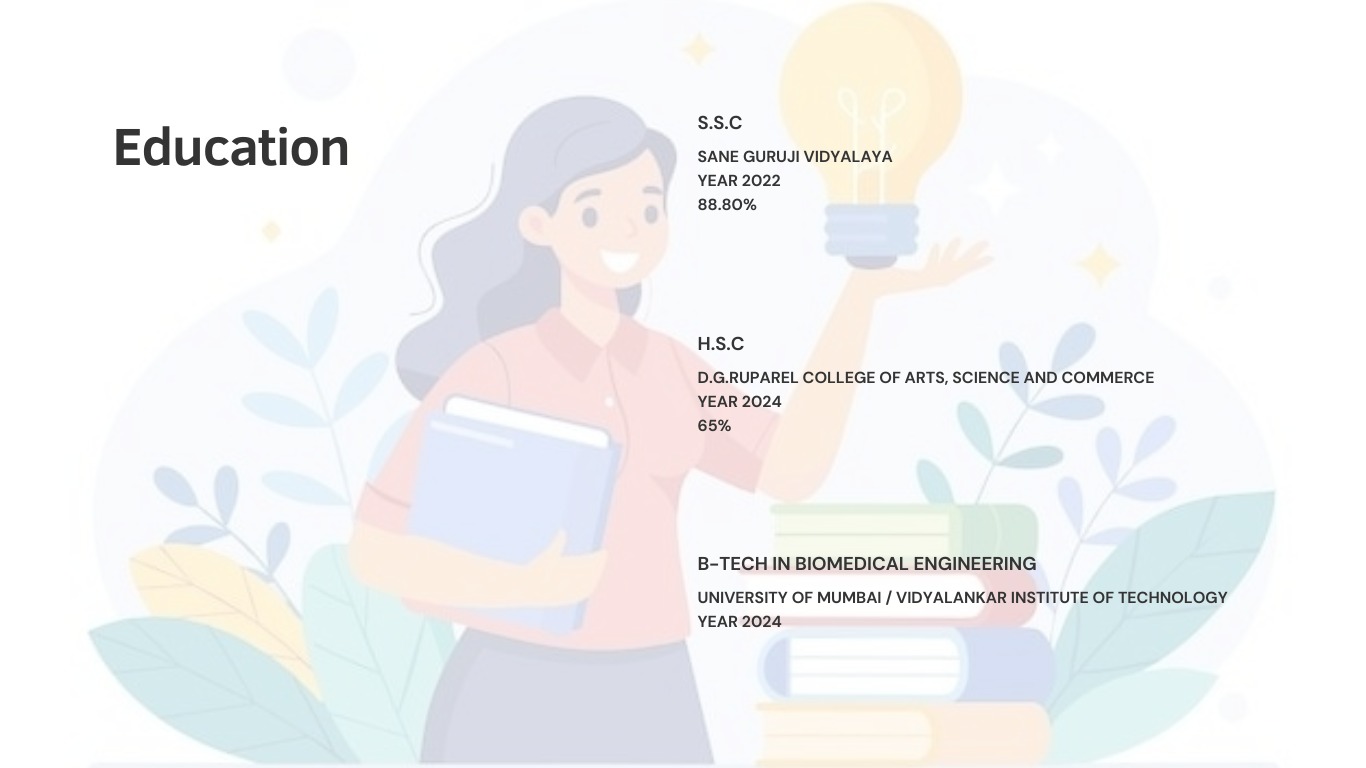 Education
S.S.C
SANE GURUJI VIDYALAYA
YEAR 2022
88.80%
H.S.C
D.G.RUPAREL COLLEGE OF ARTS, SCIENCE AND COMMERCE
YEAR 2024
65%
B-TECH IN BIOMEDICAL ENGINEERING
UNIVERSITY OF MUMBAI / VIDYALANKAR INSTITUTE OF TECHNOLOGY
YEAR 2024